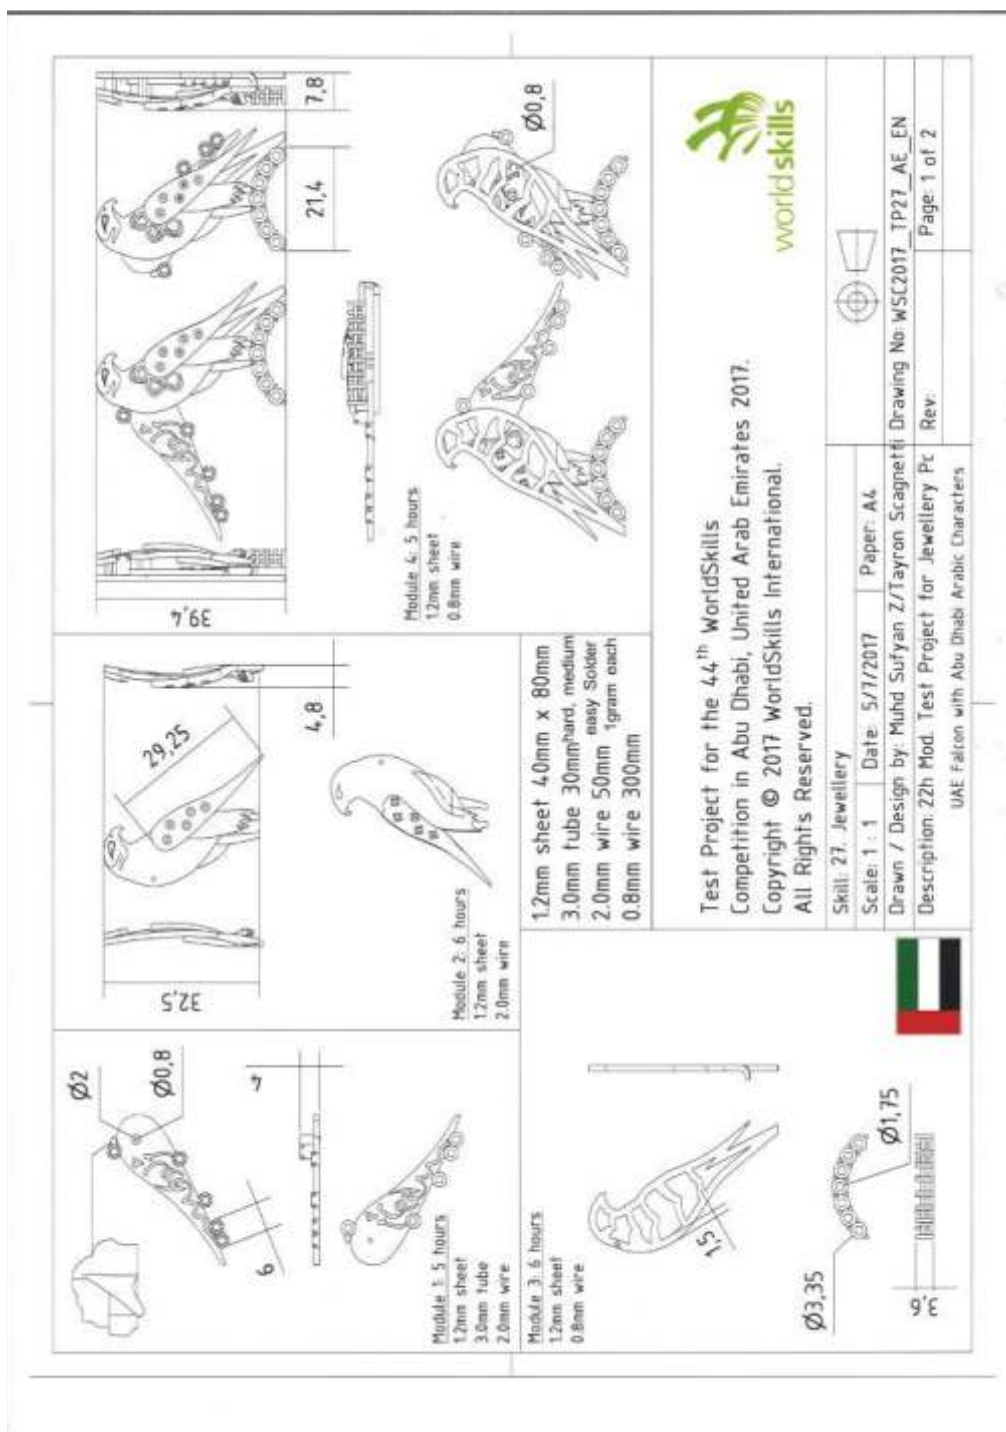 39,4
21,4
7,8
Ø0,8
Module 4: 5 hours
1.2mm sheet
0.8mm wire
32,5
29,25
4,8
Module 2: 6 hours
1.2mm sheet
2.0mm wire
1.2mm sheet 40mm x 80mm
3.0mm tube 30mm hard, medium
2.0mm wire 50mm easy Solder
0.8mm wire 300mm 1gram each
Ø2
Ø0,8
6
4
Module 1: 5 hours
1.2mm sheet
3.0mm tube
2.0mm wire
Module 3: 6 hours
1.2mm sheet
0.8mm wire
1,5
Ø3,35
Ø1,75
3,6
world skills
Test Project for the 44th WorldSkills
Competition in Abu Dhabi, United Arab Emirates 2017.
Copyright © 2017 WorldSkills International.
All Rights Reserved.
Skill: 27. Jewellery
Scale: 1 : 1 Date: 5/7/2017 Paper: A4
Drawn / Design by: Muhd Sufyan Z/Tayron Scagnetti Drawing No: WSC2017_TP27_AE_EN
Description: 22h Mod. Test Project for Jewellery Pc Rev: Page: 1 of 2
UAE Falcon with Abu Dhabi Arabic Characters